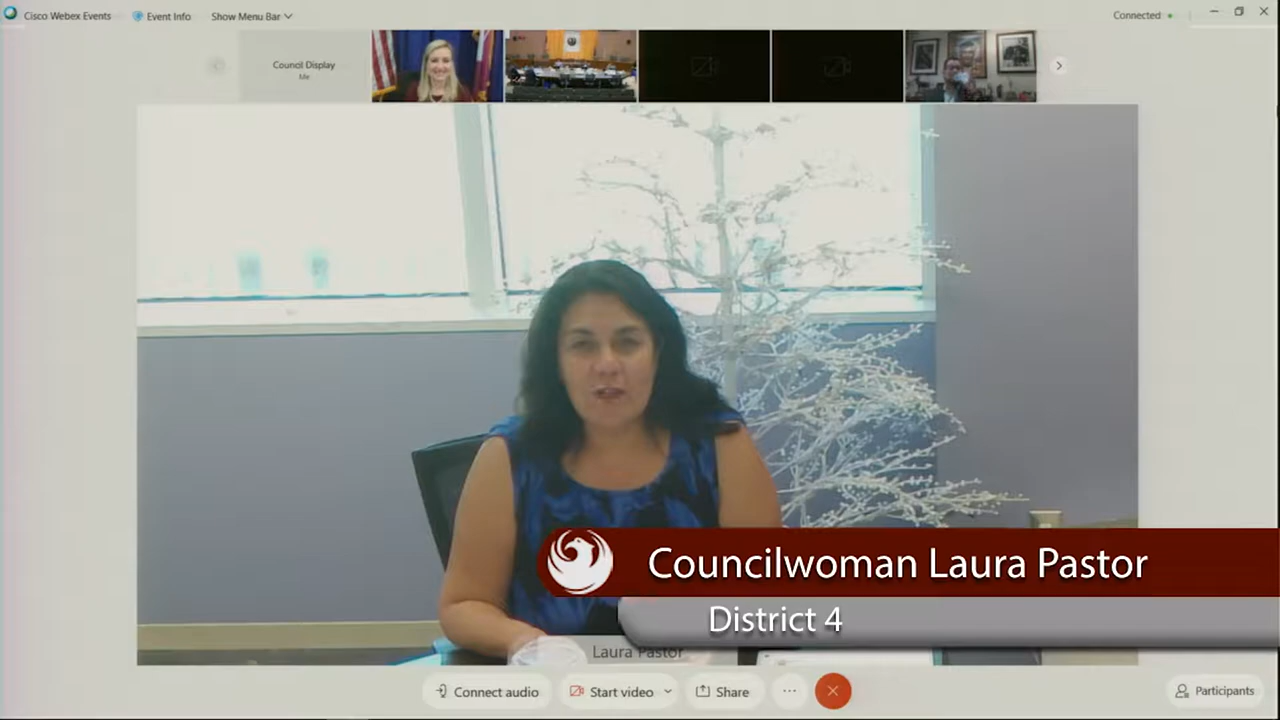 Cisco Webex Events
Event Info
Show Menu Bar
Connected
Council Display
Me
Councilwoman Laura Pastor
District 4
Laura Pastor
Connect audio
Start video
Share
Participants